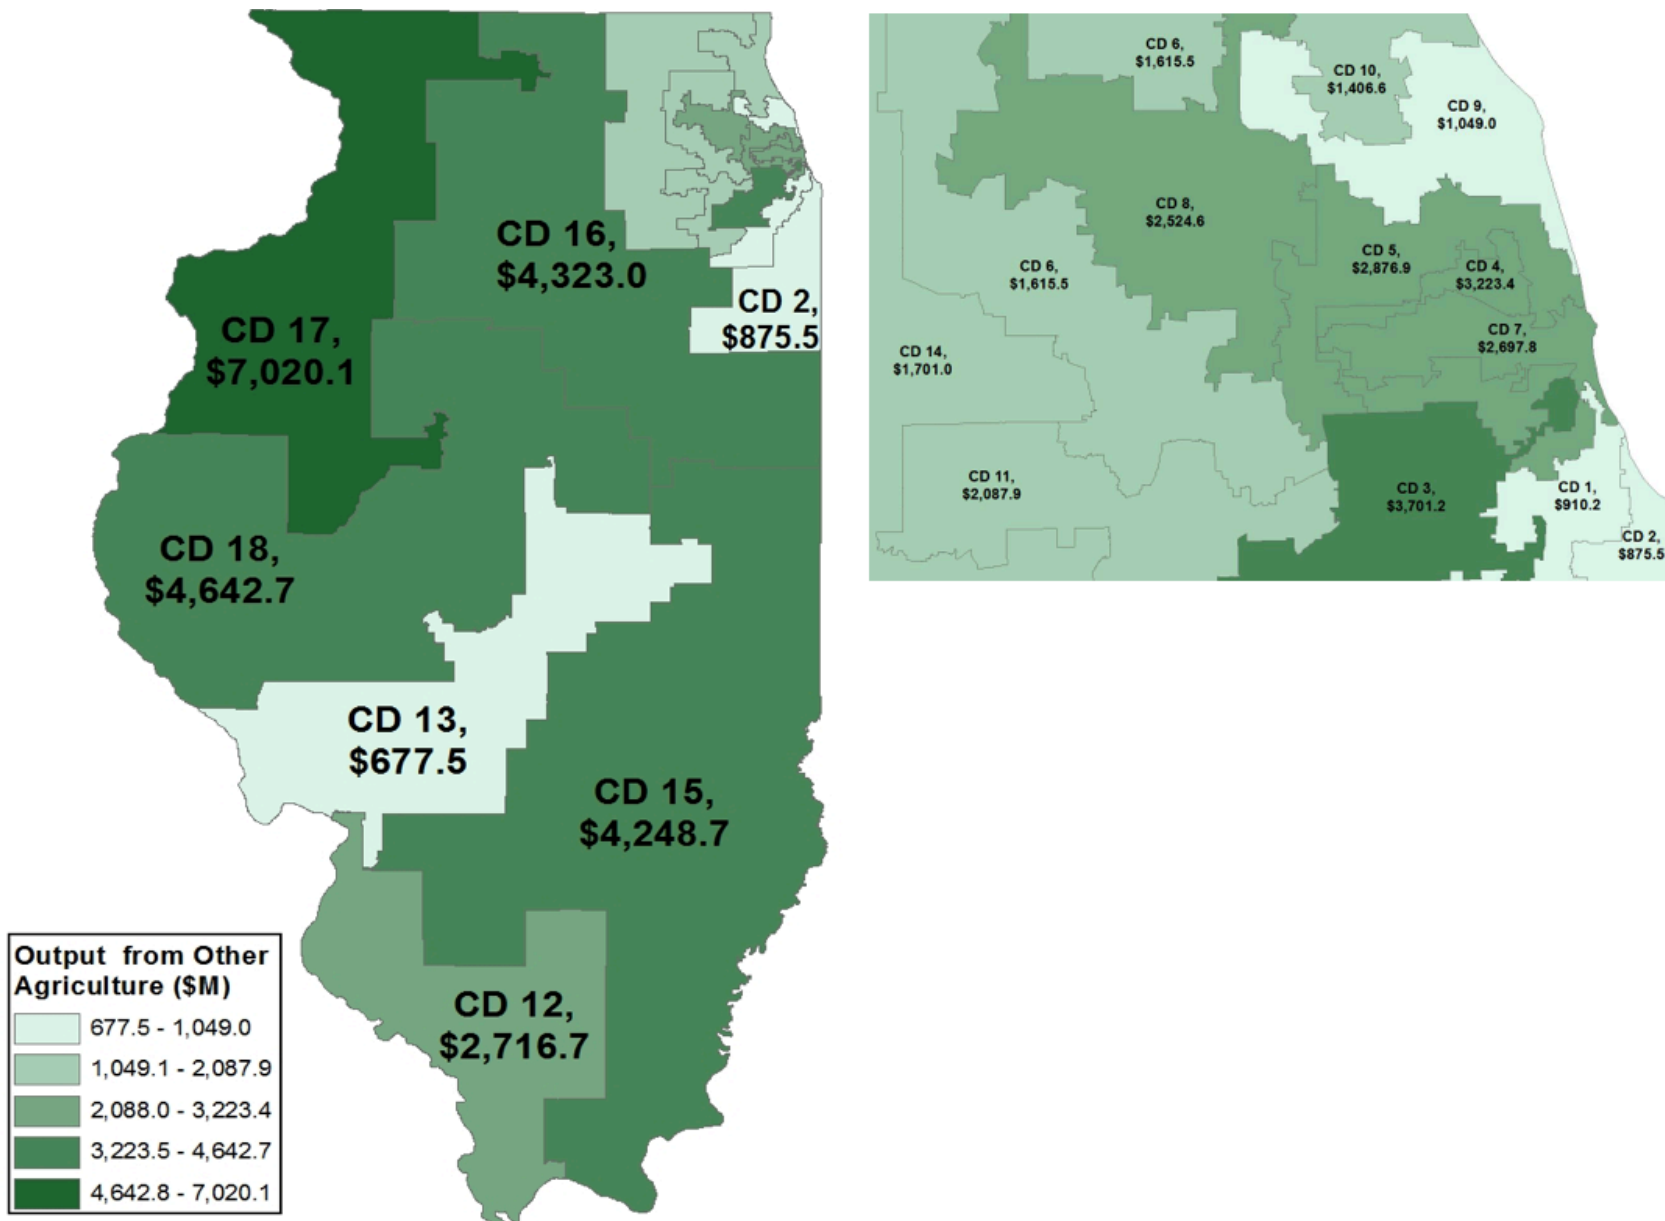 CD 16,
$4,323.0
CD 2,
$875.5
CD 17,
$7,020.1
CD 18,
$4,642.7
CD 13,
$677.5
CD 15,
$4,248.7
CD 12,
$2,716.7
Output from Other
Agriculture ($M)
677.5 - 1,049.0
1,049.1 - 2,087.9
2,088.0 - 3,223.4
3,223.5 - 4,642.7
4,642.8 - 7,020.1
CD 6,
$1,615.5
CD 10,
$1,406.6
CD 9,
$1,049.0
CD 8,
$2,524.6
CD 5,
$2,876.9
CD 4,
$3,223.4
CD 6,
$1,615.5
CD 7,
$2,697.8
CD 14,
$1,701.0
CD 11,
$2,087.9
CD 3,
$3,701.2
CD 1,
$910.2
CD 2,
$875.5